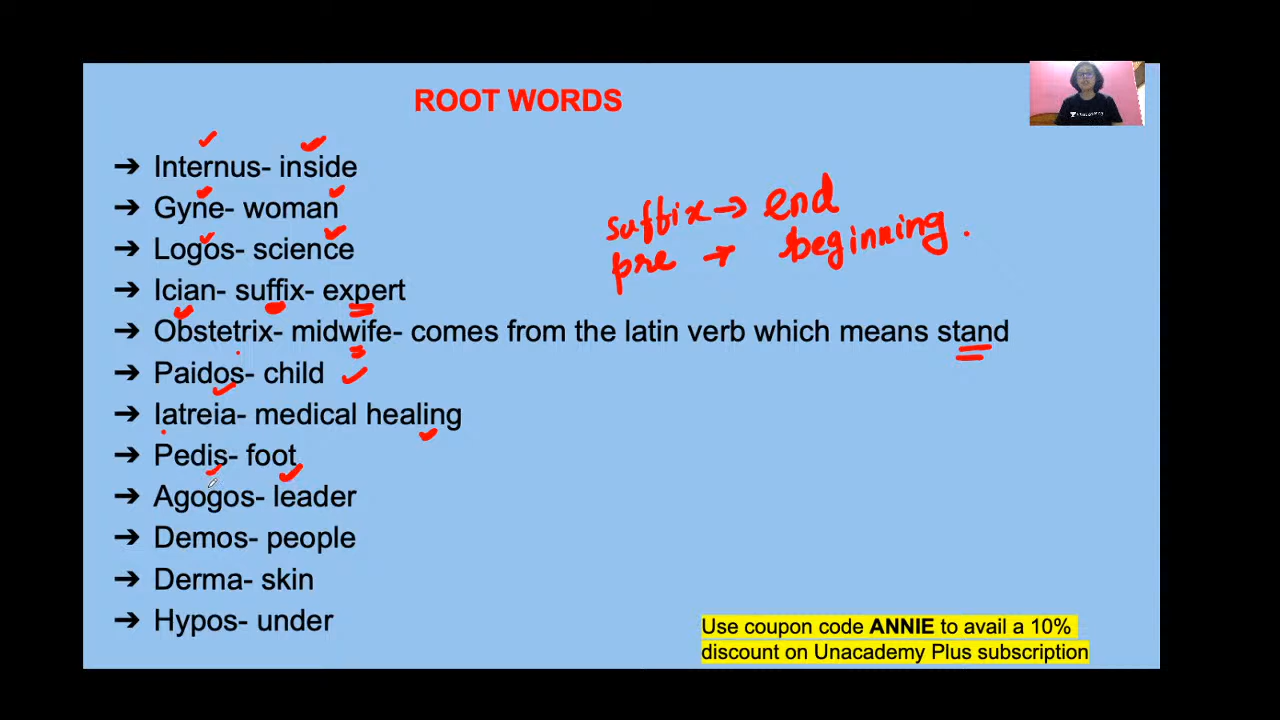 ROOT WORDS
➔ Internus- inside
➔ Gyne- woman
➔ Logos- science
➔ Ician- suffix- expert
➔ Obstetrix- midwife- comes from the latin verb which means stand
➔ Paidos- child
➔ Iatreia- medical healing
➔ Pedis- foot
➔ Agogos- leader
➔ Demos- people
➔ Derma- skin
➔ Hypos- under
suffix → end
pre → beginning.
Use coupon code ANNIE to avail a 10%
discount on Unacademy Plus subscription